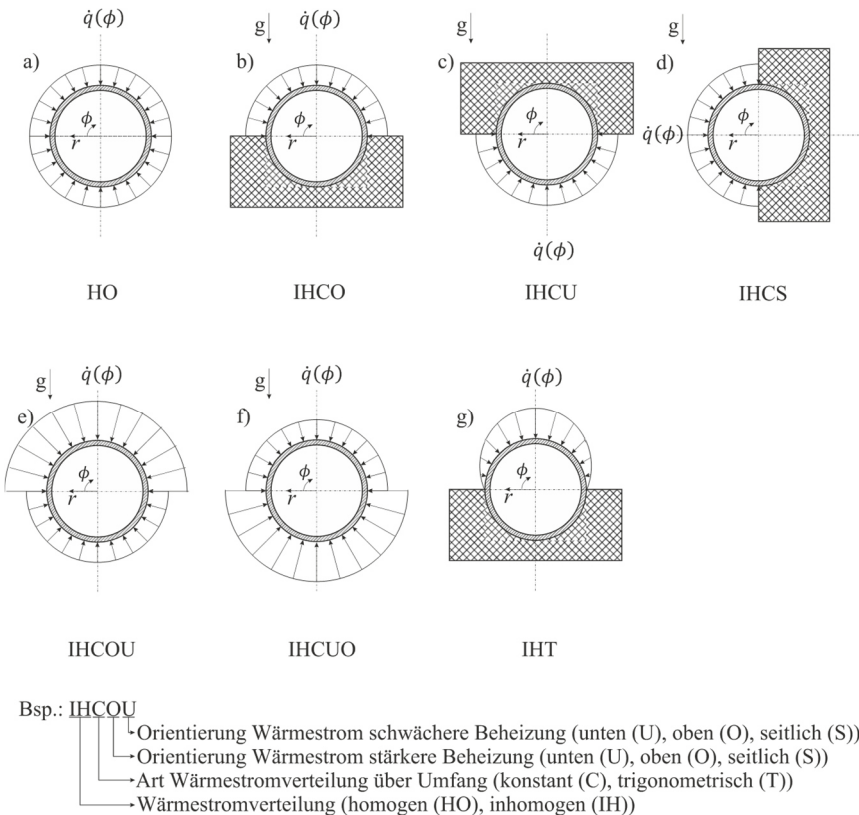 q̇(ϕ)
a)
ϕ
r
HO
g
q̇(ϕ)
b)
ϕ
r
IHCO
g
c)
ϕ
r
q̇(ϕ)
IHCU
g
d)
q̇(ϕ)
ϕ
r
IHCS
g
q̇(ϕ)
e)
ϕ
r
IHCOU
g
q̇(ϕ)
f)
ϕ
r
IHCUO
q̇(ϕ)
g)
ϕ
r
IHT
Bsp.: IHCOU
Orientierung Wärmestrom schwächere Beheizung (unten (U), oben (O), seitlich (S))
Orientierung Wärmestrom stärkere Beheizung (unten (U), oben (O), seitlich (S))
Art Wärmestromverteilung über Umfang (konstant (C), trigonometrisch (T))
Wärmestromverteilung (homogen (HO), inhomogen (IH))